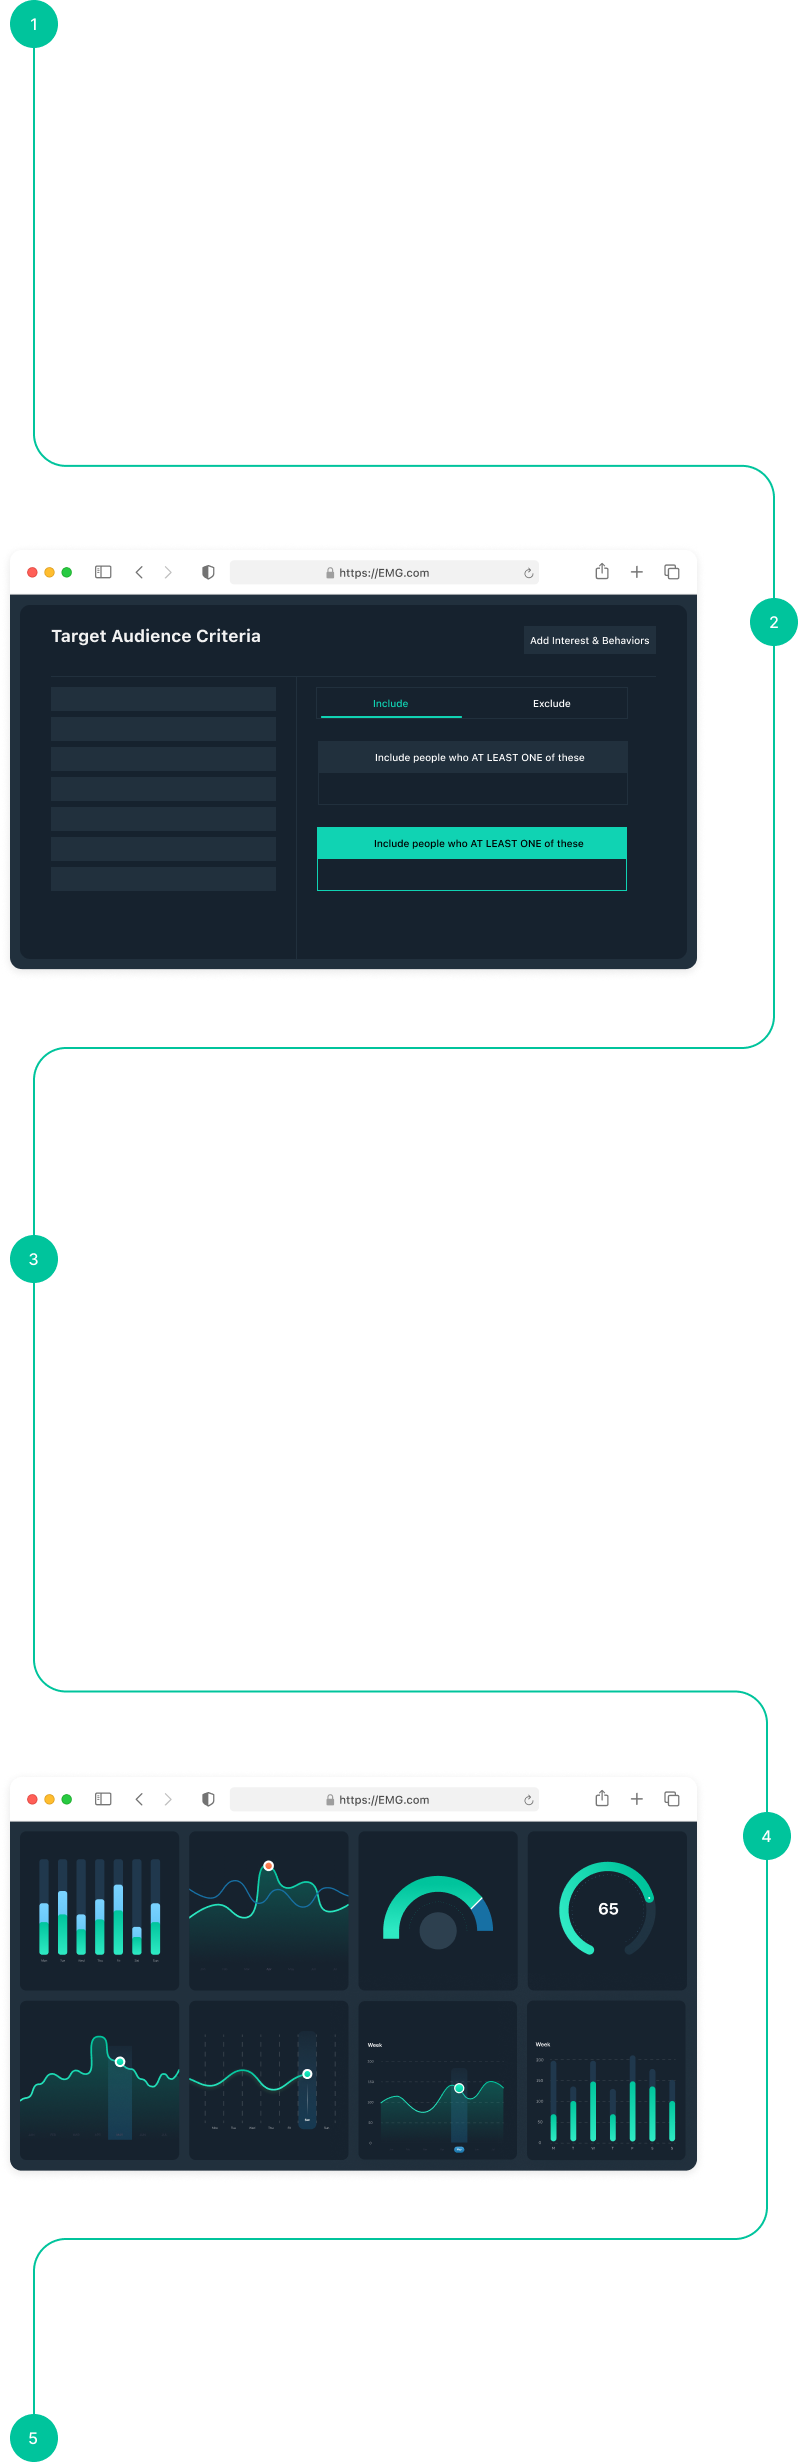 1
https://EMG.com
2
Target Audience Criteria
Add Interest & Behaviors
Include
Exclude
Include people who AT LEAST ONE of these
Include people who AT LEAST ONE of these
3
https://EMG.com
4
65
Week
Week
5